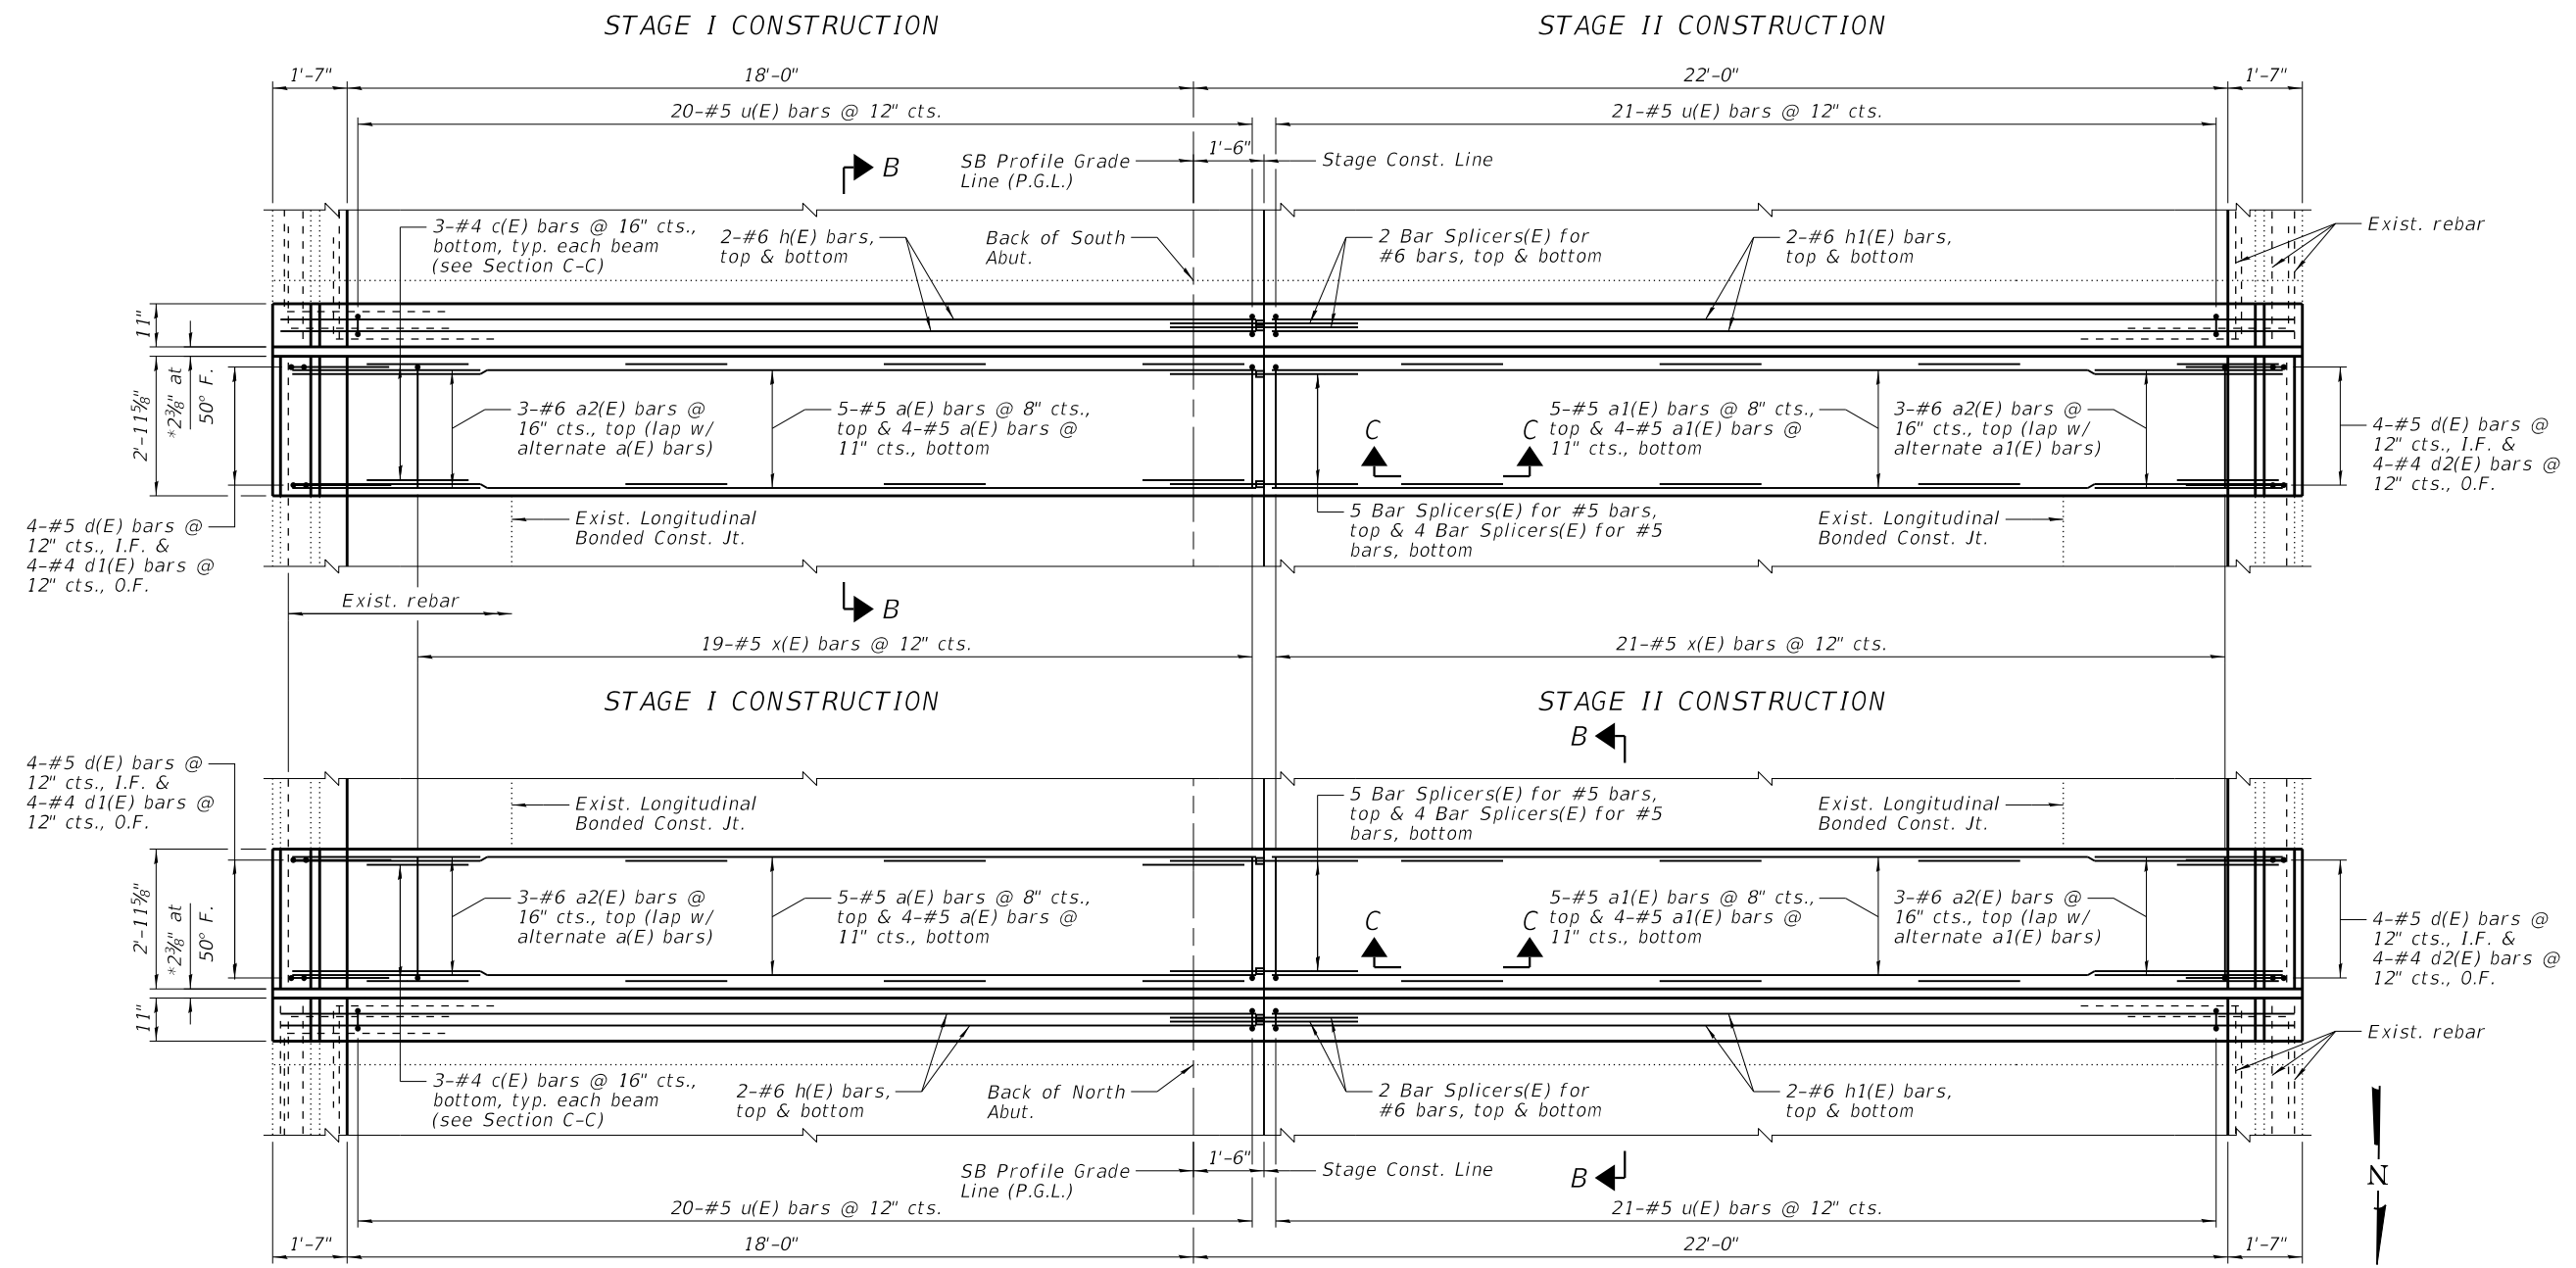 STAGE I CONSTRUCTION
STAGE II CONSTRUCTION
1'-7"
18'-0"
22'-0"
1'-7"
20-#5 u(E) bars @ 12" cts.
21-#5 u(E) bars @ 12" cts.
B
SB Profile Grade
Line (P.G.L.)
1'-6"
Stage Const. Line
3-#4 c(E) bars @ 16" cts.,
bottom, typ. each beam
(see Section C-C)
2-#6 h(E) bars,
top & bottom
Back of South
Abut.
2 Bar Splicers(E) for
#6 bars, top & bottom
2-#6 h1(E) bars,
top & bottom
Exist. rebar
11"
2'-11⅝"
*2⅜" at
50° F.
3-#6 a2(E) bars @
16" cts., top (lap w/
alternate a(E) bars)
5-#5 a(E) bars @ 8" cts.,
top & 4-#5 a(E) bars @
11" cts., bottom
C
C
5-#5 a1(E) bars @ 8" cts.,
top & 4-#5 a1(E) bars @
11" cts., bottom
3-#6 a2(E) bars @
16" cts., top (lap w/
alternate a1(E) bars)
4-#5 d(E) bars @
12" cts., I.F. &
4-#4 d2(E) bars @
12" cts., O.F.
4-#5 d(E) bars @
12" cts., I.F. &
4-#4 d1(E) bars @
12" cts., O.F.
Exist. Longitudinal
Bonded Const. Jt.
5 Bar Splicers(E) for #5 bars,
top & 4 Bar Splicers(E) for #5
bars, bottom
Exist. Longitudinal
Bonded Const. Jt.
Exist. rebar
B
19-#5 x(E) bars @ 12" cts.
21-#5 x(E) bars @ 12" cts.
STAGE I CONSTRUCTION
STAGE II CONSTRUCTION
B
4-#5 d(E) bars @
12" cts., I.F. &
4-#4 d1(E) bars @
12" cts., O.F.
Exist. Longitudinal
Bonded Const. Jt.
5 Bar Splicers(E) for #5 bars,
top & 4 Bar Splicers(E) for #5
bars, bottom
Exist. Longitudinal
Bonded Const. Jt.
2'-11⅝"
*2⅜" at
50° F.
11"
3-#6 a2(E) bars @
16" cts., top (lap w/
alternate a(E) bars)
5-#5 a(E) bars @ 8" cts.,
top & 4-#5 a(E) bars @
11" cts., bottom
C
C
5-#5 a1(E) bars @ 8" cts.,
top & 4-#5 a1(E) bars @
11" cts., bottom
3-#6 a2(E) bars @
16" cts., top (lap w/
alternate a1(E) bars)
4-#5 d(E) bars @
12" cts., I.F. &
4-#4 d2(E) bars @
12" cts., O.F.
Exist. rebar
3-#4 c(E) bars @ 16" cts.,
bottom, typ. each beam
(see Section C-C)
2-#6 h(E) bars,
top & bottom
Back of North
Abut.
2 Bar Splicers(E) for
#6 bars, top & bottom
2-#6 h1(E) bars,
top & bottom
SB Profile Grade
Line (P.G.L.)
1'-6"
Stage Const. Line
B
N
20-#5 u(E) bars @ 12" cts.
21-#5 u(E) bars @ 12" cts.
1'-7"
18'-0"
22'-0"
1'-7"